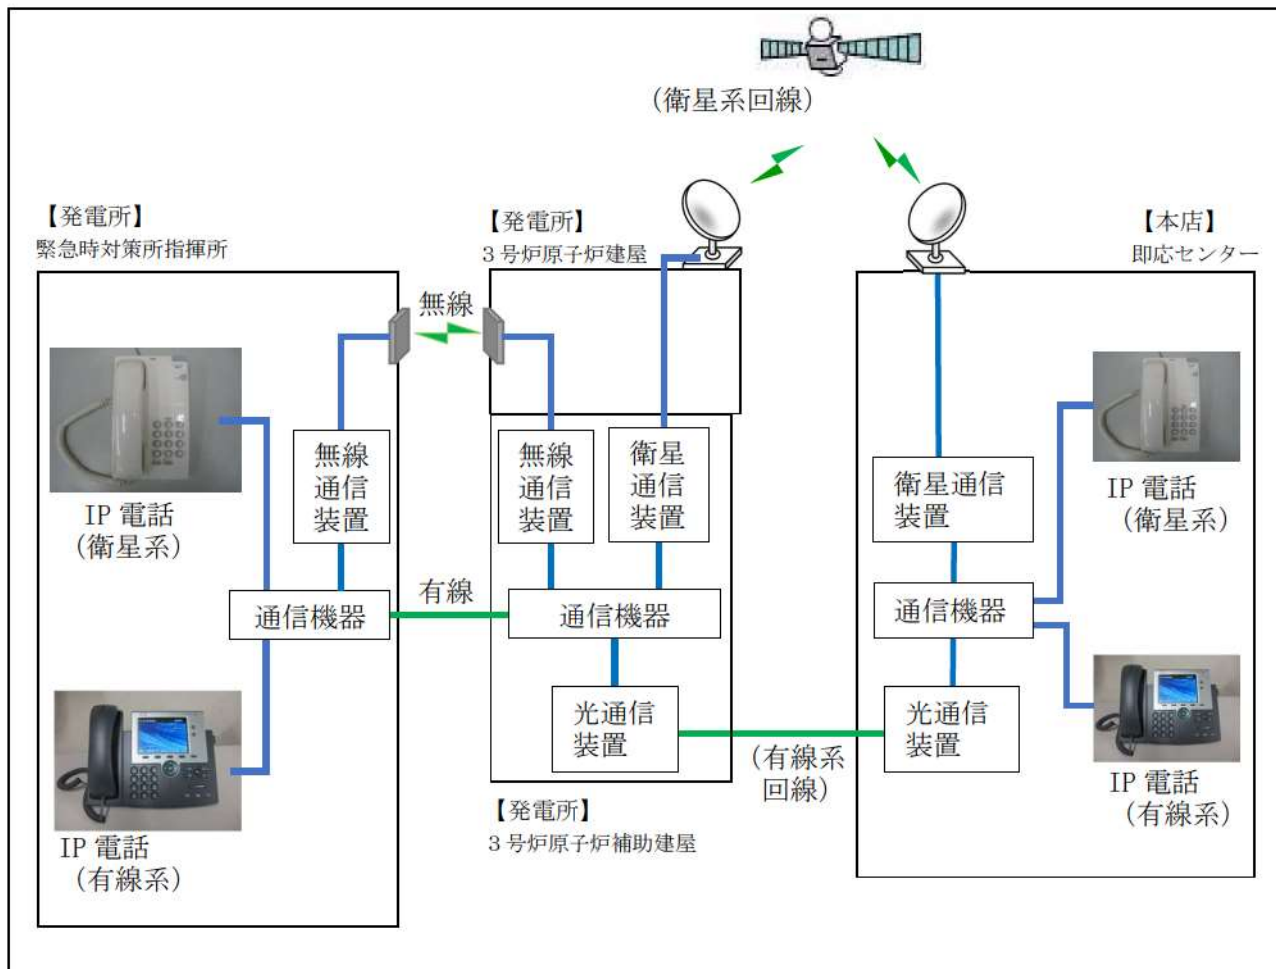 （衛星系回線）
【発電所】
緊急時対策所指揮所
【発電所】
３号炉原子炉建屋
【本店】
即応センター
無線
IP 電話
（衛星系）
無線
通信
装置
無線
通信
装置
衛星
通信
装置
衛星通信
装置
IP 電話
（衛星系）
通信機器
有線
通信機器
通信機器
光通信
装置
（有線系
回線）
光通信
装置
IP 電話
（有線系）
IP 電話
（有線系）
【発電所】
３号炉原子炉補助建屋